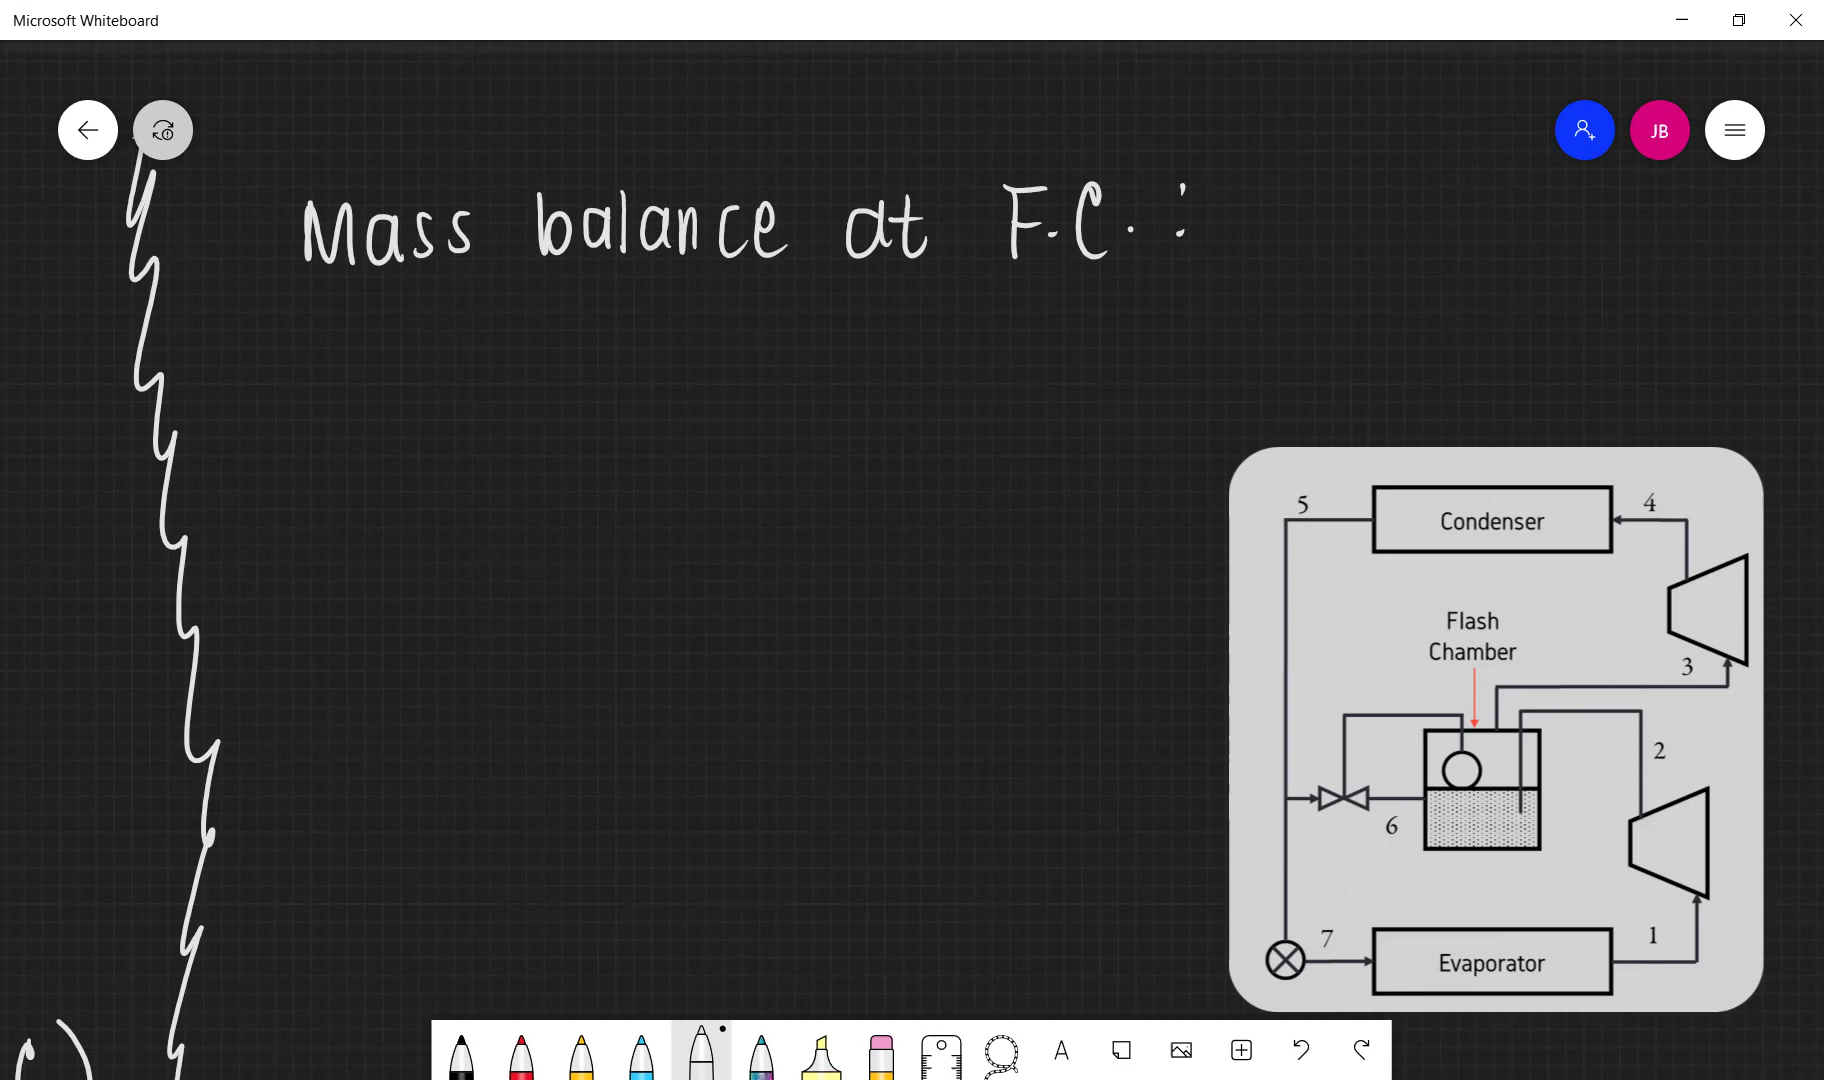 Microsoft Whiteboard
JB
Mass balance at F.C. :
5
Condenser
4
Flash
Chamber
3
2
6
7
Evaporator
1
A